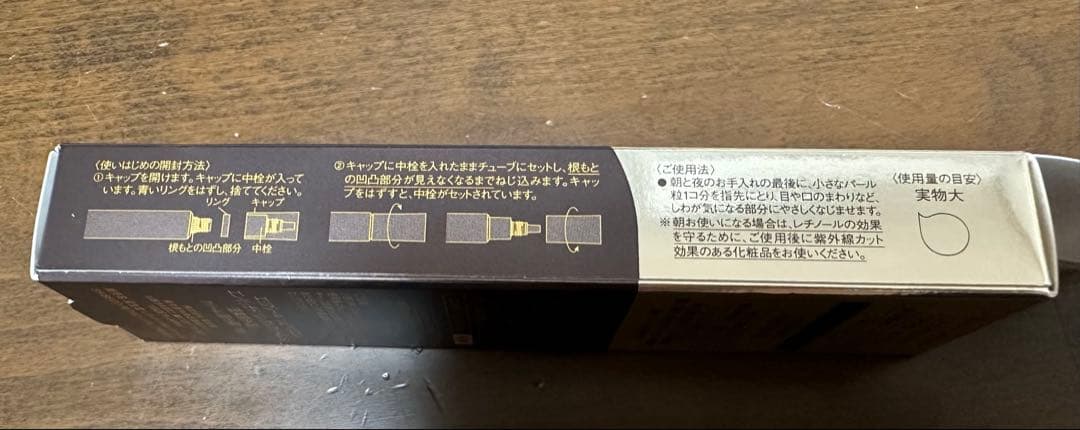 〈使いはじめの開封方法〉
①キャップを開けます。キャップに中栓が入って
います。青いリングをはずし、捨ててください。
リング
キャップ
根もとの凹凸部分
中栓
②キャップに中栓を入れたままチューブにセットし、根もと
の凹凸部分が見えなくなるまでねじ込みます。キャッ
プをはずすと、中栓がセットされています。
〈ご使用法〉
●朝と夜のお手入れの最後に、小さなパール
粒1コ分を指先にとり、目や口のまわりなど、
しわが気になる部分にやさしくなじませます。
※朝お使いになる場合は、レチノールの効果
を守るために、ご使用後に紫外線カット
効果のある化粧品をお使いください。
〈使用量の目安〉
実物大